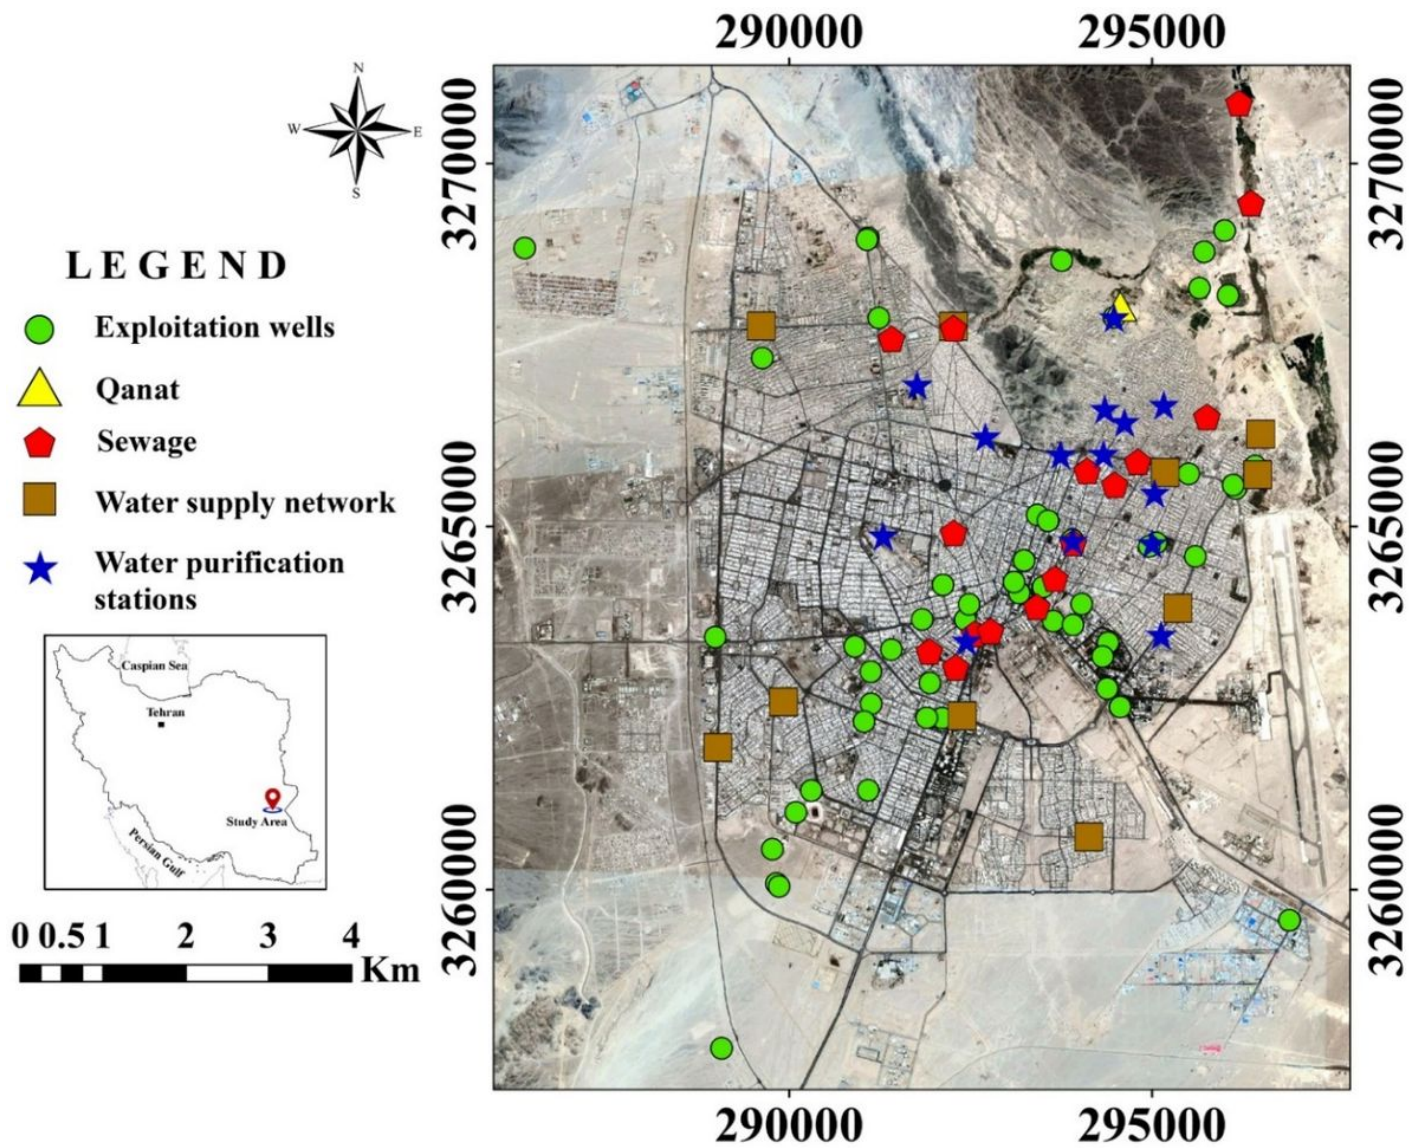 290000 295000
N
W E
S
3270000 3270000
L E G E N D
Exploitation wells
Qanat
Sewage
Water supply network
Water purification
stations
3265000 3265000
Caspian Sea
Tehran
Study Area
Persian Gulf
3260000 3260000
0 0.5 1 2 3 4
Km
290000 295000